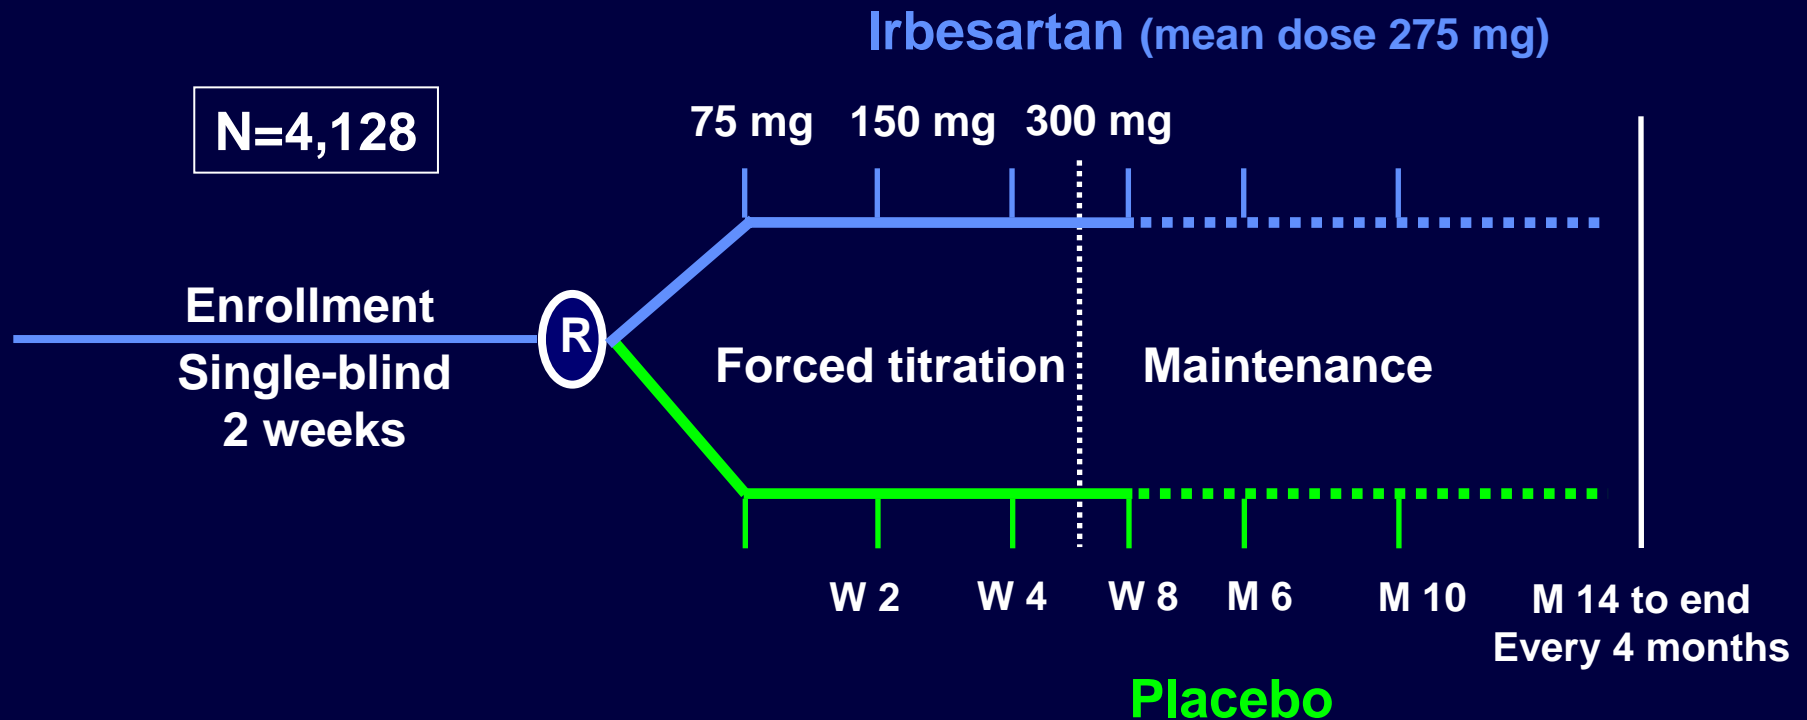 Irbesartan (mean dose 275 mg)
N=4,128
75 mg 150 mg 300 mg
Enrollment
Single-blind
2 weeks
R
Forced titration Maintenance
W 2 W 4 W 8 M 6 M 10 M 14 to end
Every 4 months
Placebo